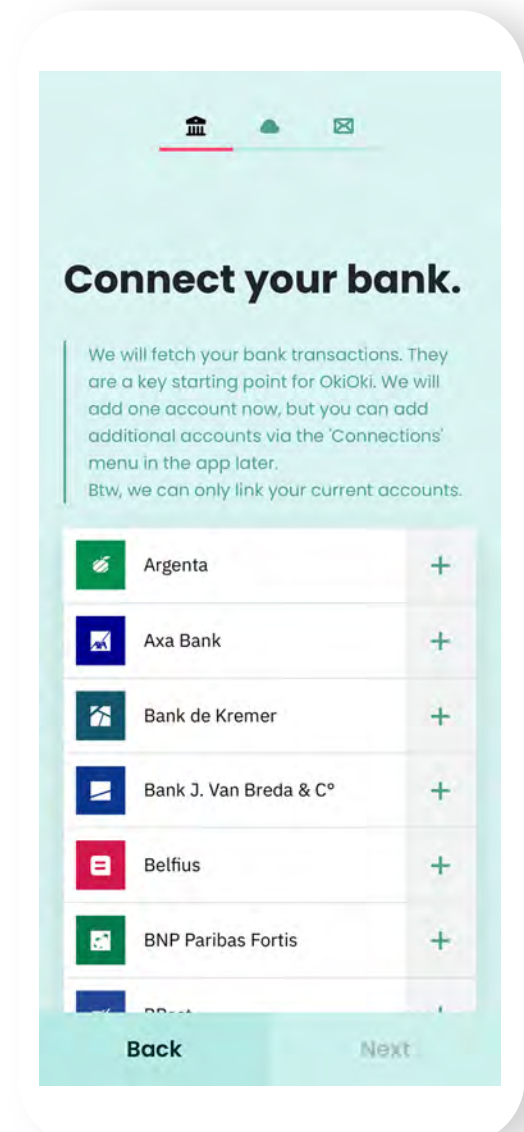 Connect your bank.
We will fetch your bank transactions. They
are a key starting point for OkiOki. We will
add one account now, but you can add
additional accounts via the 'Connections'
menu in the app later.
Btw, we can only link your current accounts.
Argenta
Axa Bank
Bank de Kremer
Bank J. Van Breda & C°
Belfius
BNP Paribas Fortis
Back
Next